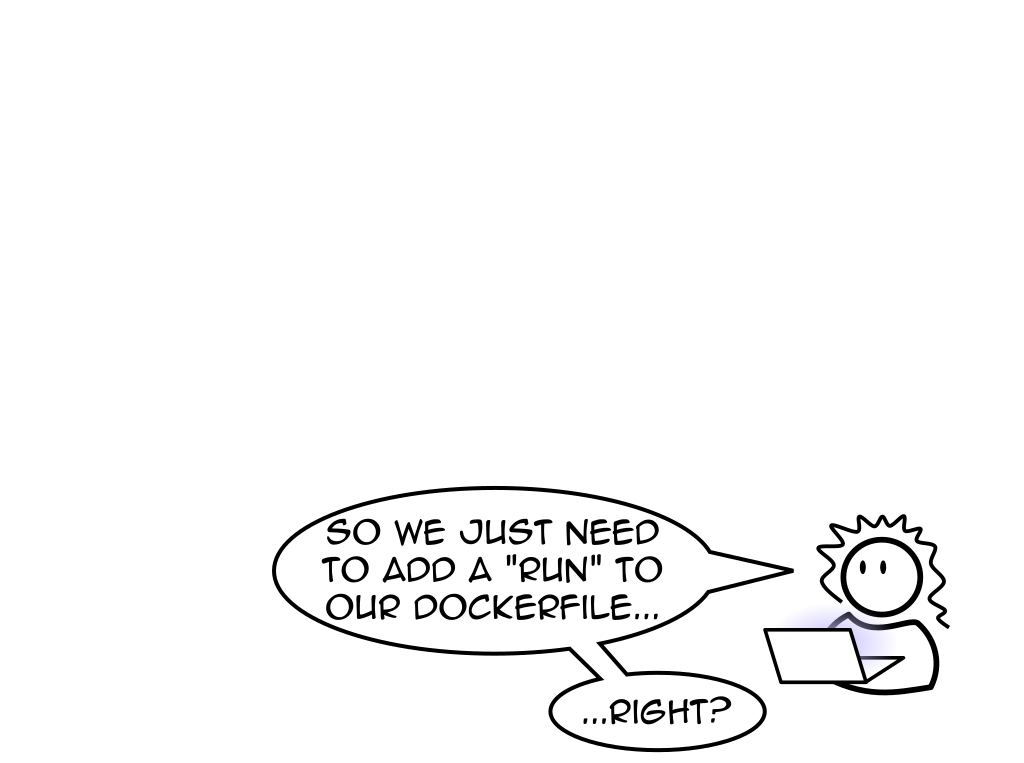 SO WE JUST NEED
TO ADD A "RUN" TO
OUR DOCKERFILE...
...RIGHT?